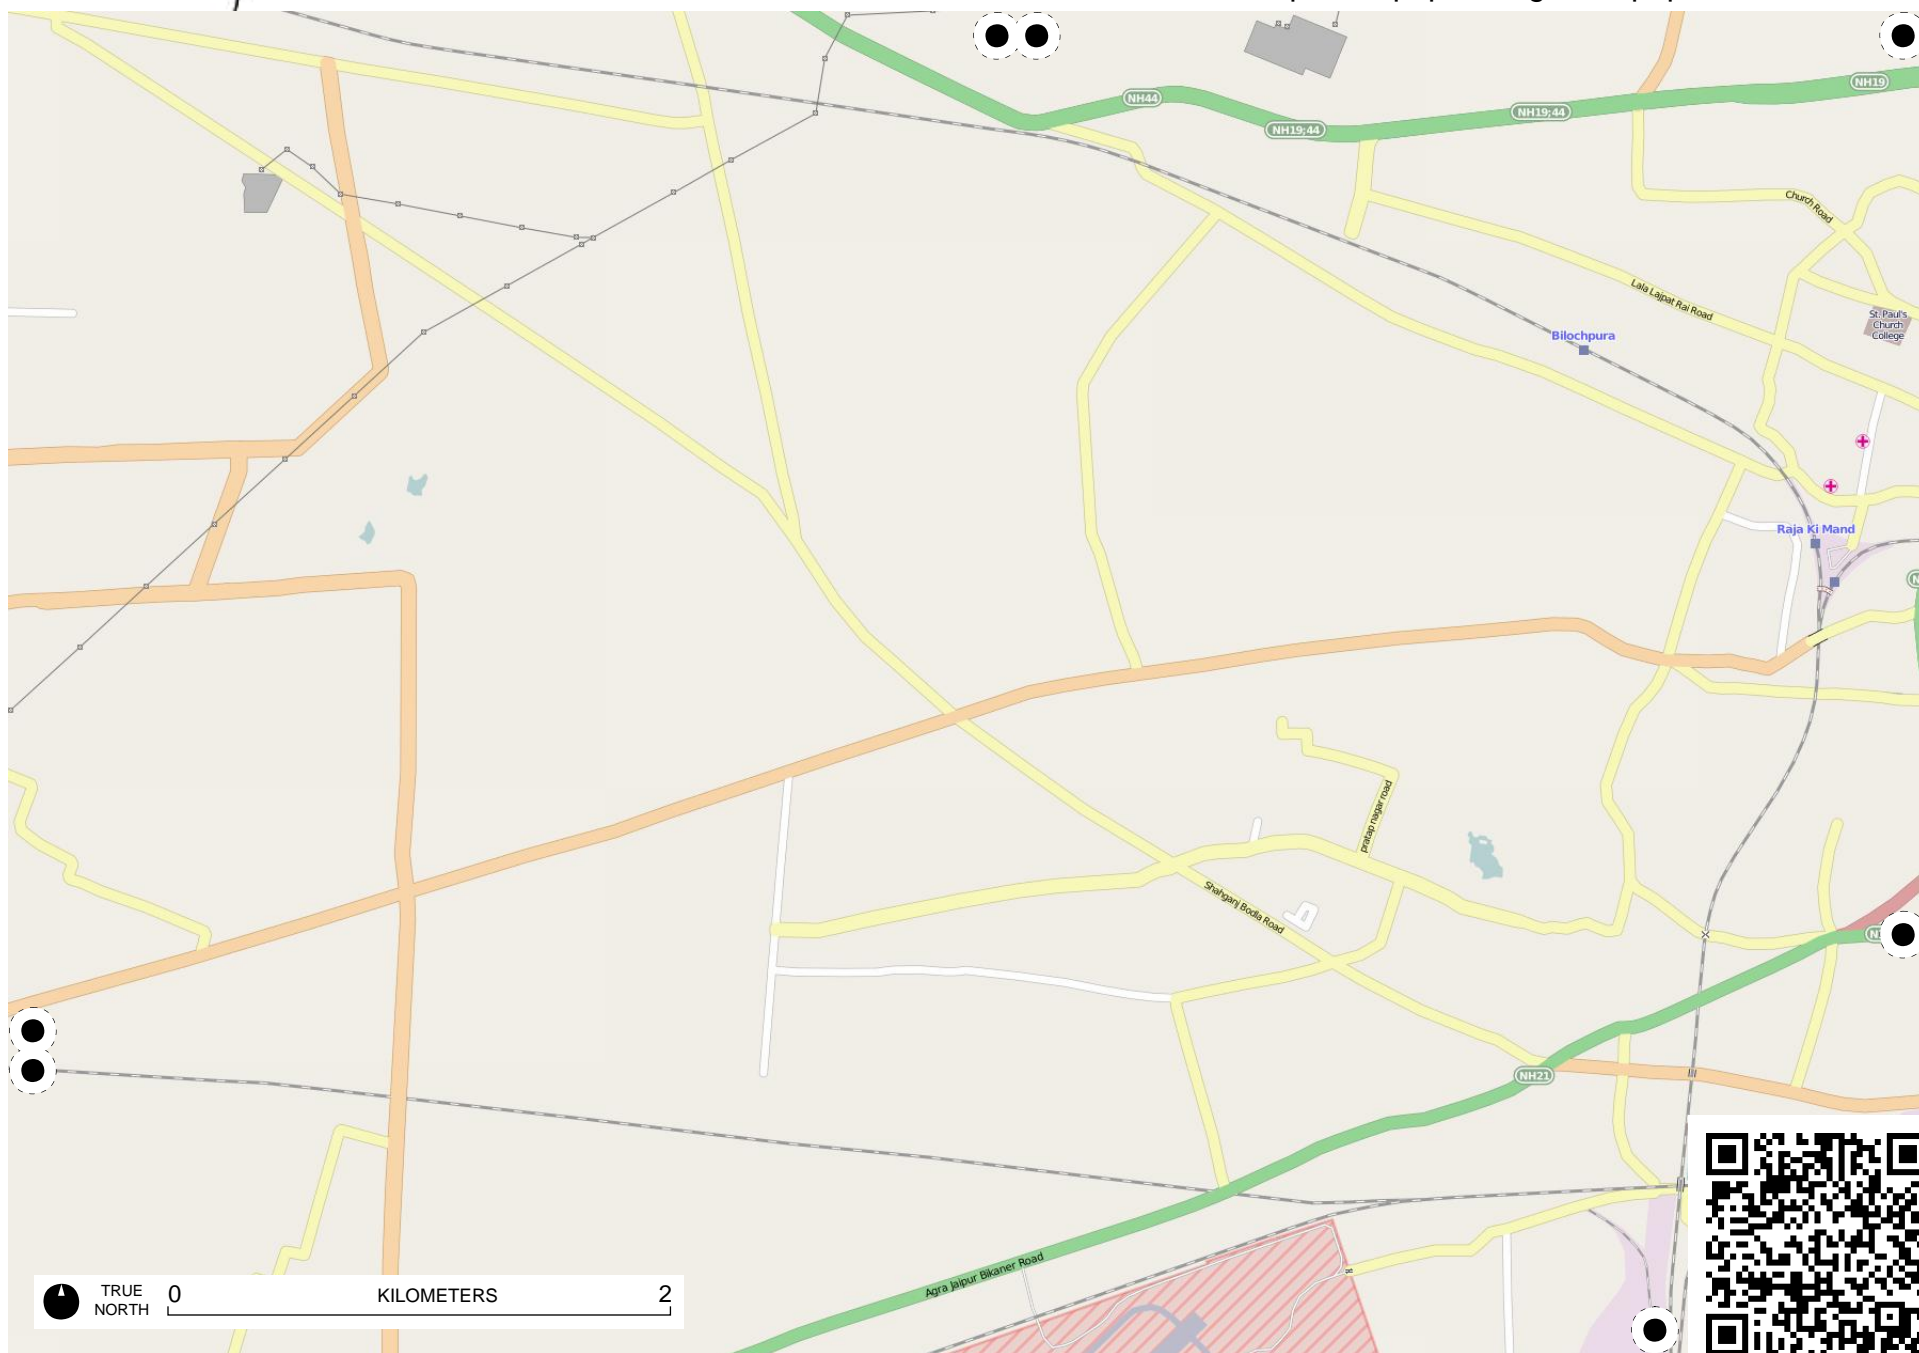 NH44
NH19;44
NH19;44
NH19
Church Road
Lala Lajpat Rai Road
St. Paul's
Church
College
Bilochpura
Raja Ki Mand
pratap nagar road
Shahganj Bodla Road
NH21
Agra Jaipur Bikaner Road
TRUE
NORTH
0
KILOMETERS
2